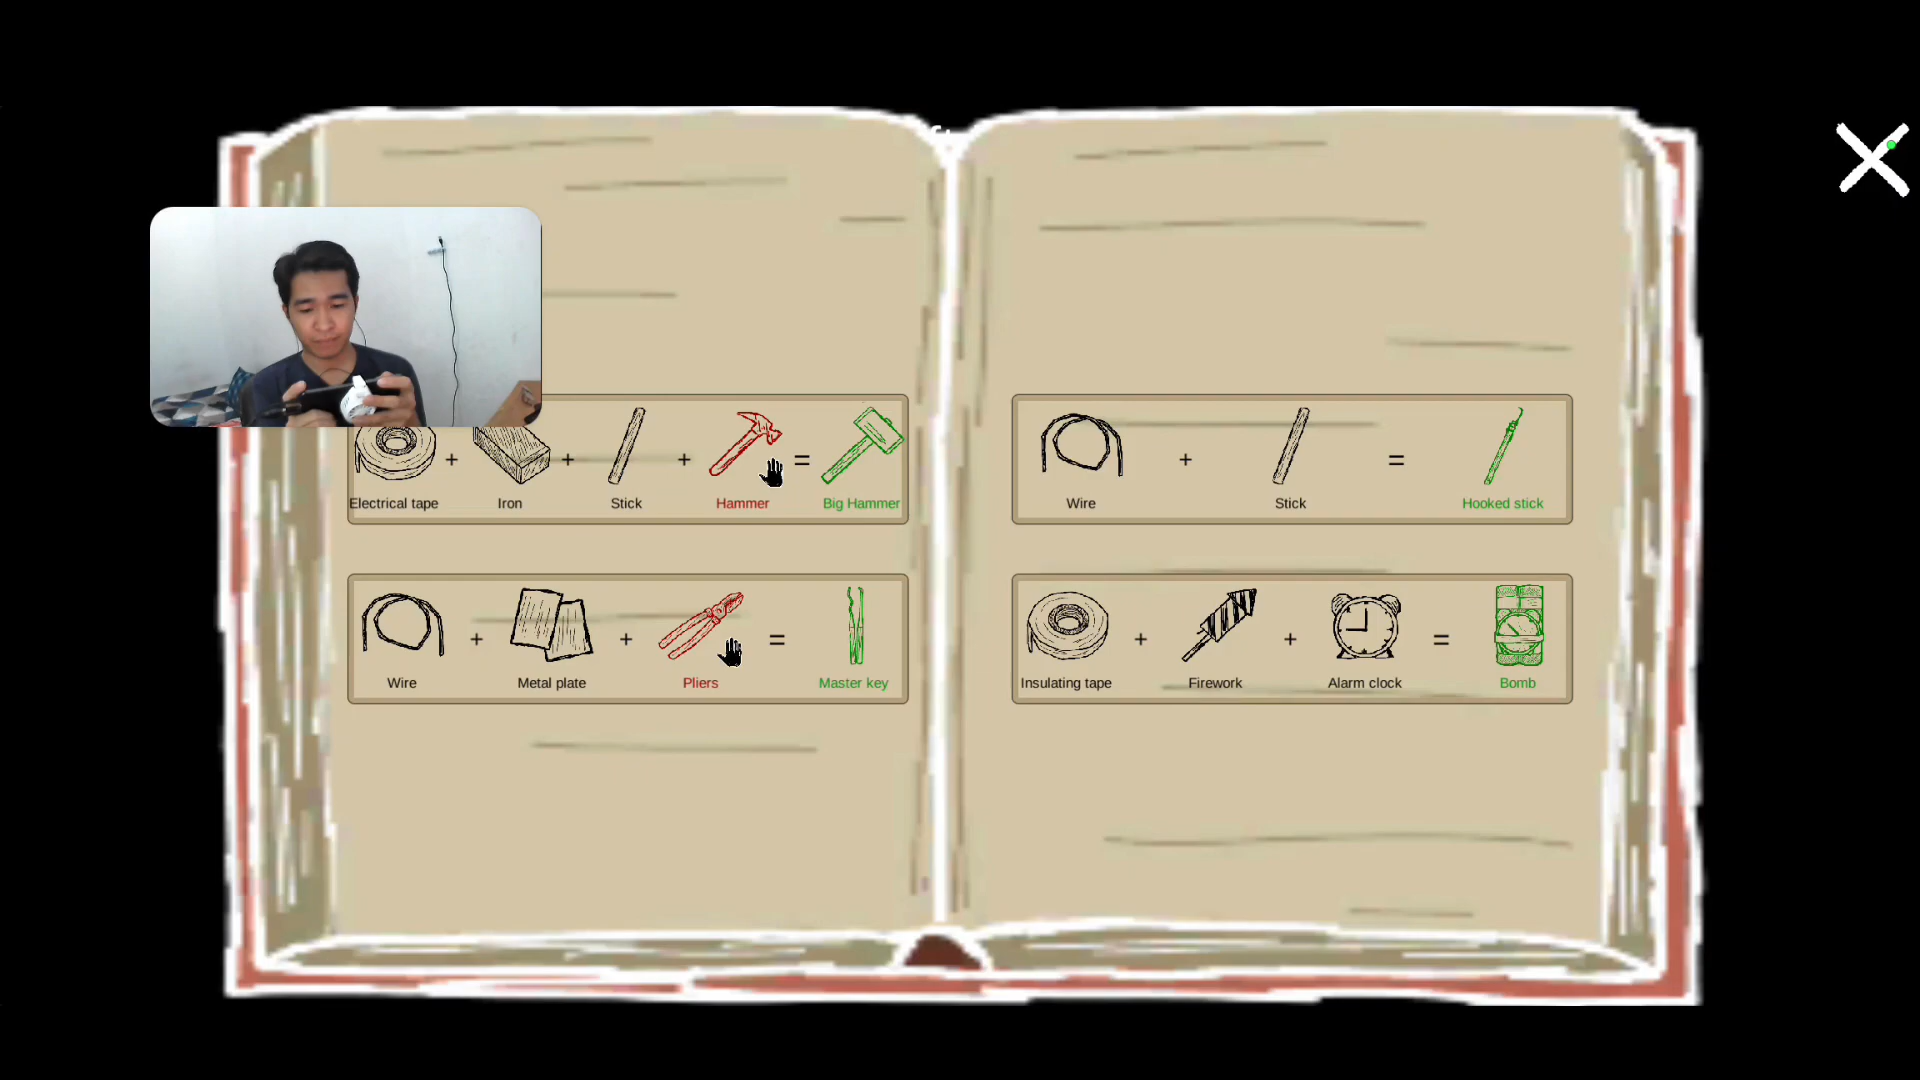 Electrical tape + Iron + Stick + Hammer = Big Hammer
Wire + Metal plate + Pliers = Master key
Wire + Stick = Hooked stick
Insulating tape + Firework + Alarm clock = Bomb